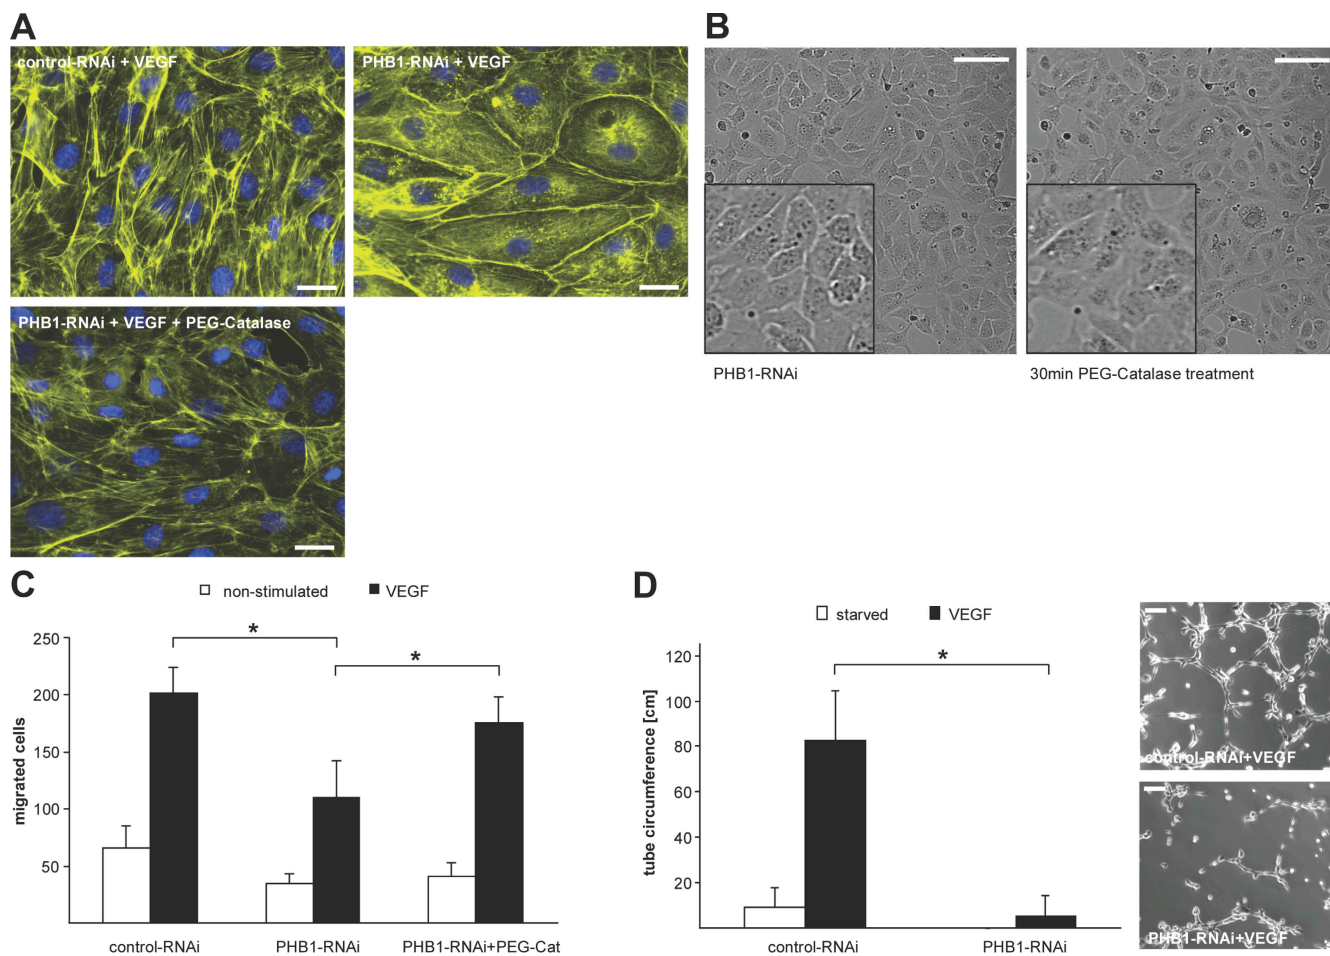 A
control-RNAi + VEGF
PHB1-RNAi + VEGF
PHB1-RNAi + VEGF + PEG-Catalase
B
PHB1-RNAi
30min PEG-Catalase treatment
C
non-stimulated
VEGF
migrated cells
250
200
150
100
50
*
*
control-RNAi
PHB1-RNAi
PHB1-RNAi+PEG-Cat
D
starved
VEGF
tube circumference [cm]
120
100
80
60
40
20
*
control-RNAi
PHB1-RNAi
control-RNAi+VEGF
PHB1-RNAi+VEGF